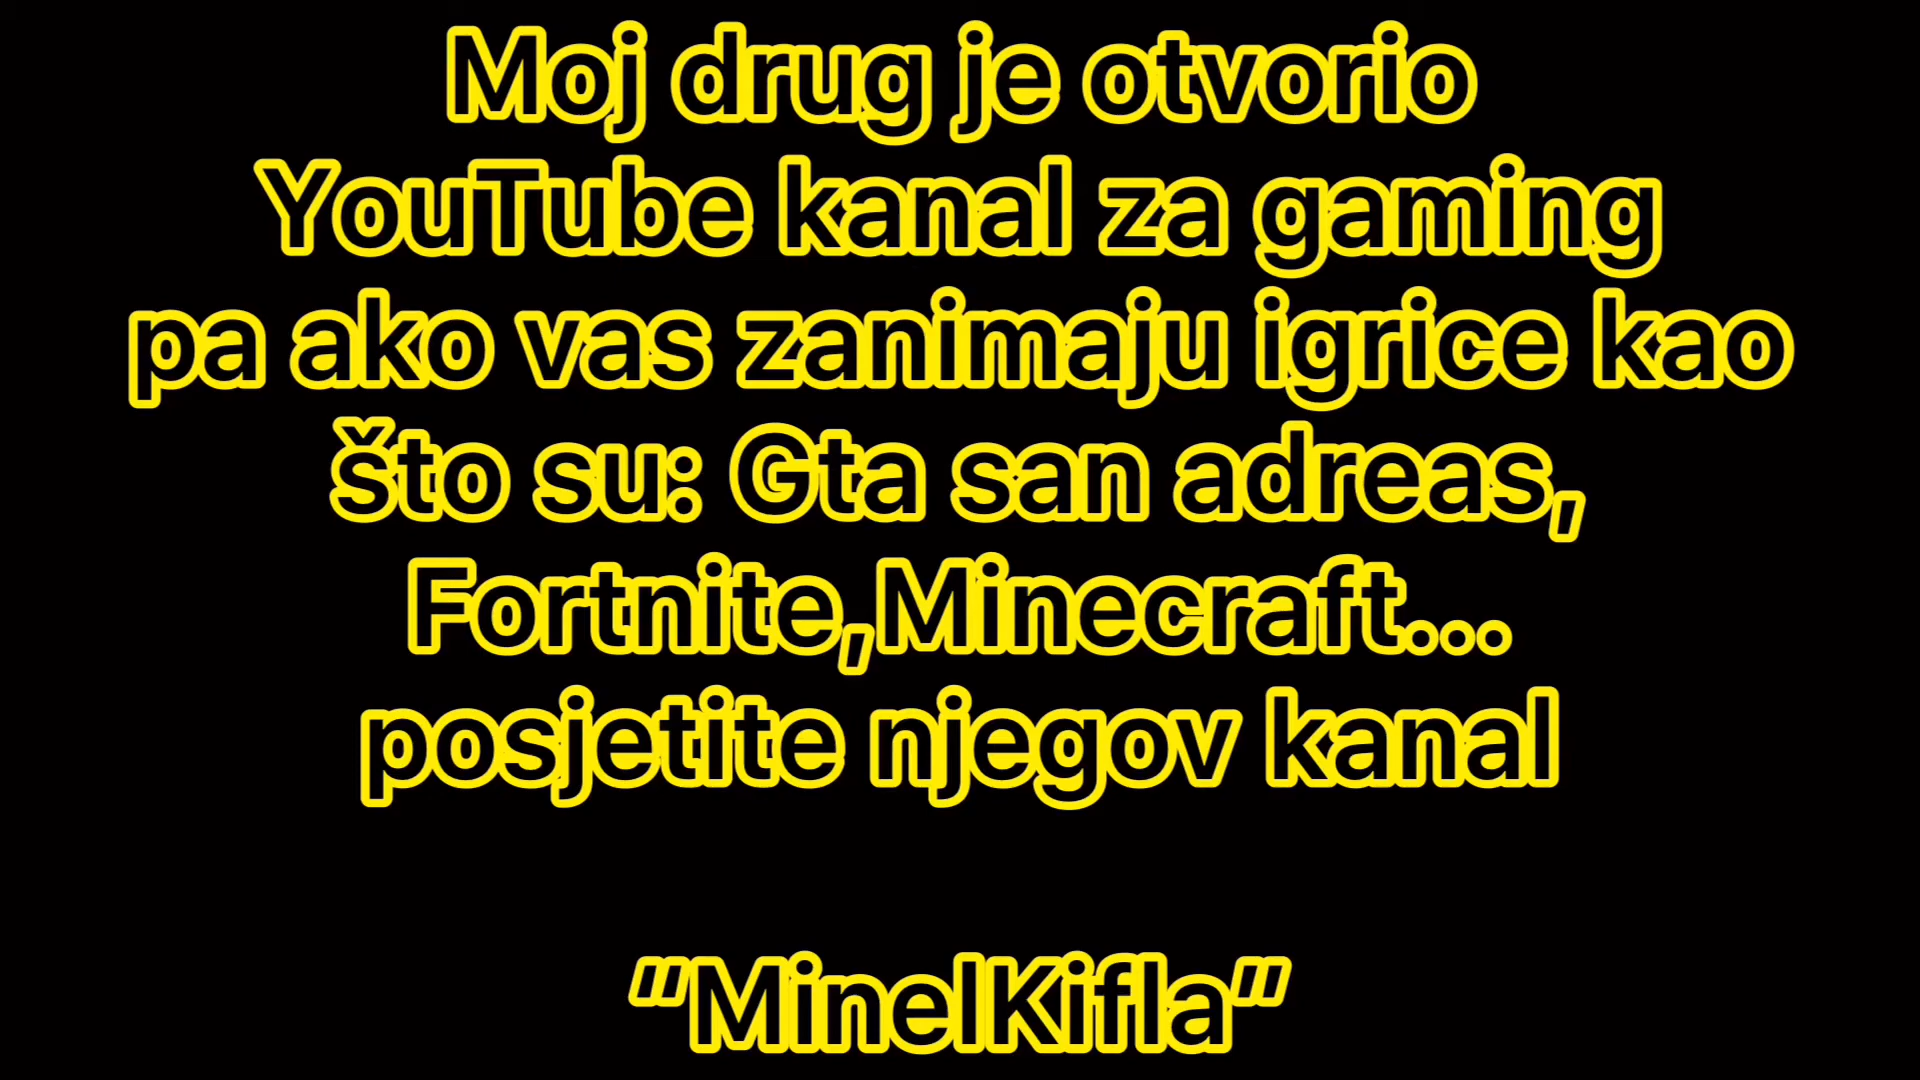 Moj drug je otvorio
YouTube kanal za gaming
pa ako vas zanimaju igrice kao
što su: Gta san adreas,
Fortnite,Minecraft...
posjetite njegov kanal
"MinelKifla"